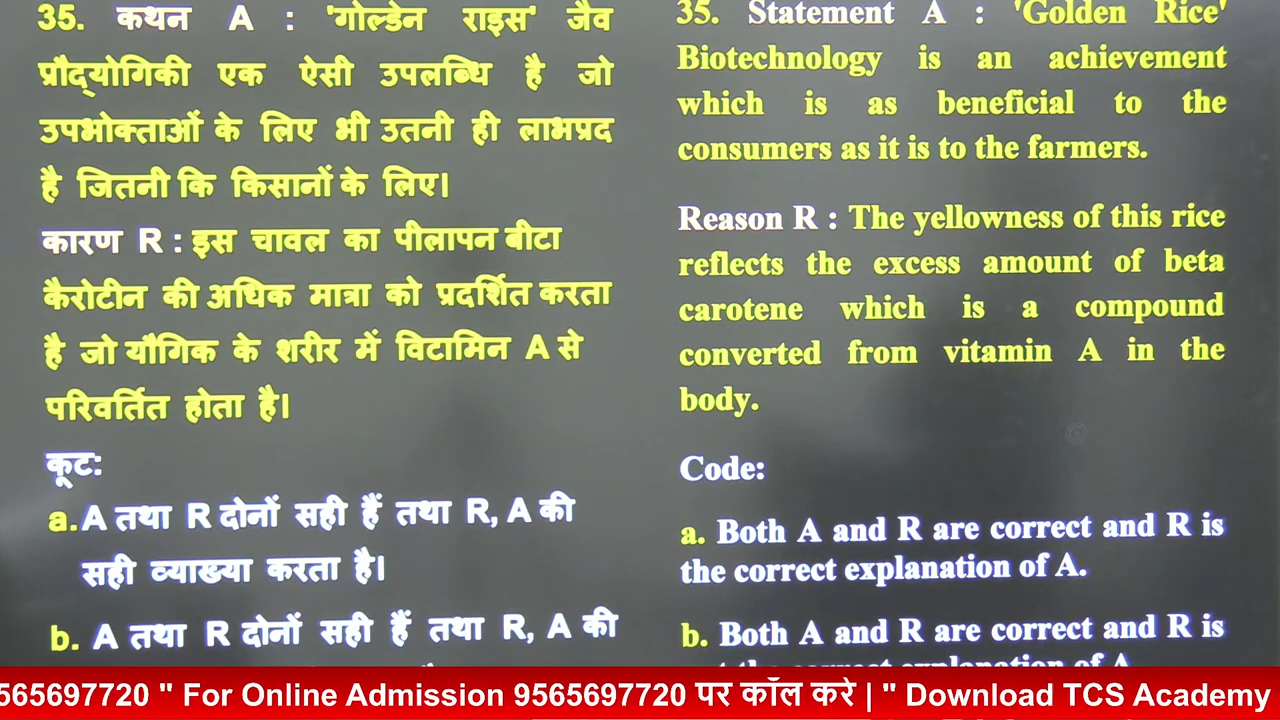 35. कथन A : 'गोल्डेन राइस' जैव
प्रौद्योगिकी एक ऐसी उपलब्धि है जो
उपभोक्ताओं के लिए भी उतनी ही लाभप्रद
है जितनी कि किसानों के लिए।
कारण R : इस चावल का पीलापन बीटा
कैरोटीन की अधिक मात्रा को प्रदर्शित करता
है जो यौगिक के शरीर में विटामिन A से
परिवर्तित होता है।
कूट:
a. A तथा R दोनों सही हैं तथा R, A की
सही व्याख्या करता है।
b. A तथा R दोनों सही हैं तथा R, A की
35. Statement A : 'Golden Rice'
Biotechnology is an achievement
which is as beneficial to the
consumers as it is to the farmers.
Reason R : The yellowness of this rice
reflects the excess amount of beta
carotene which is a compound
converted from vitamin A in the
body.
Code:
a. Both A and R are correct and R is
the correct explanation of A.
b. Both A and R are correct and R is
the correct explanation of A
565697720 " For Online Admission 9565697720 पर कॉल करे | " Download TCS Academy